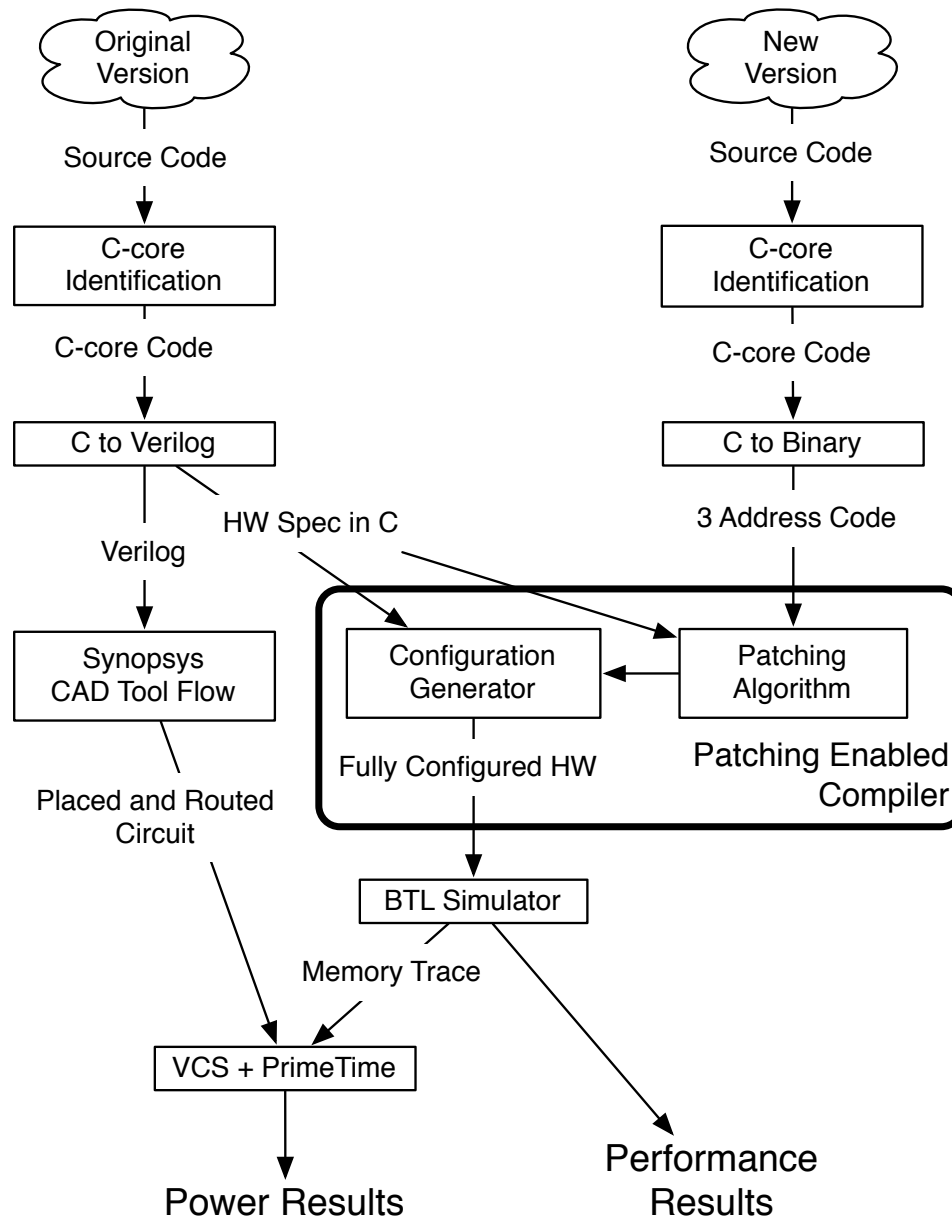 Original
Version
New
Version
Source Code
Source Code
C-core
Identification
C-core
Identification
C-core Code
C-core Code
C to Verilog
C to Binary
HW Spec in C
3 Address Code
Verilog
Synopsys
CAD Tool Flow
Configuration
Generator
Patching
Algorithm
Fully Configured HW
Patching Enabled
Compiler
Placed and Routed
Circuit
BTL Simulator
Memory Trace
VCS + PrimeTime
Power Results
Performance
Results